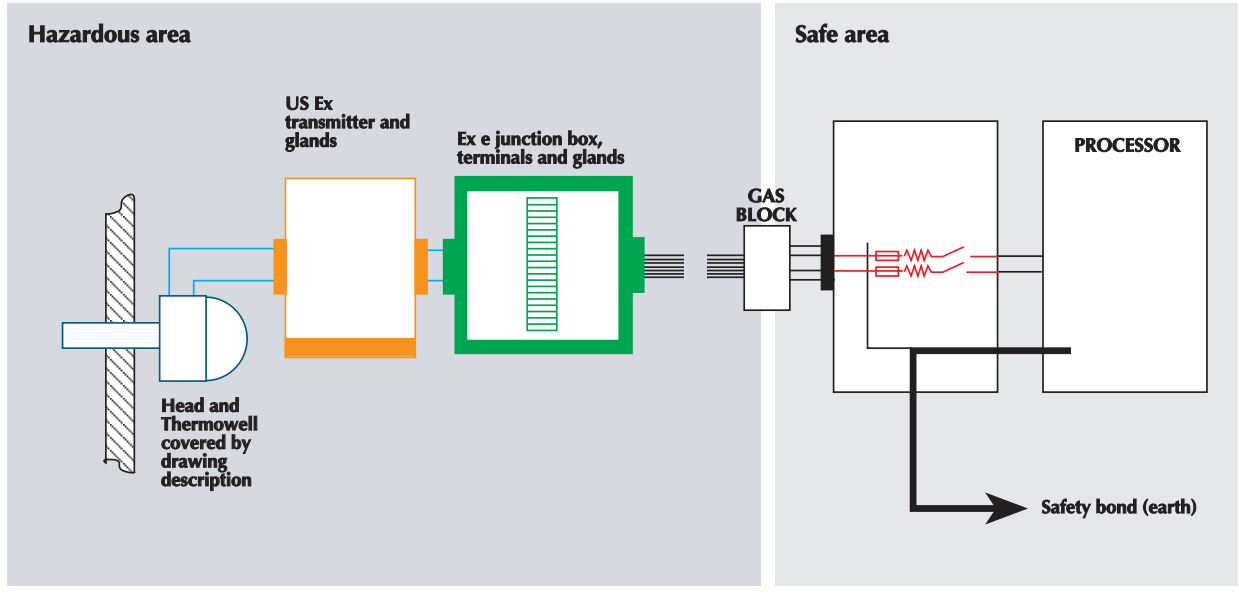 Hazardous area
Safe area
US Ex
transmitter and
glands
Ex e junction box,
terminals and glands
GAS
BLOCK
PROCESSOR
Head and
Thermowell
covered by
drawing
description
Safety bond (earth)